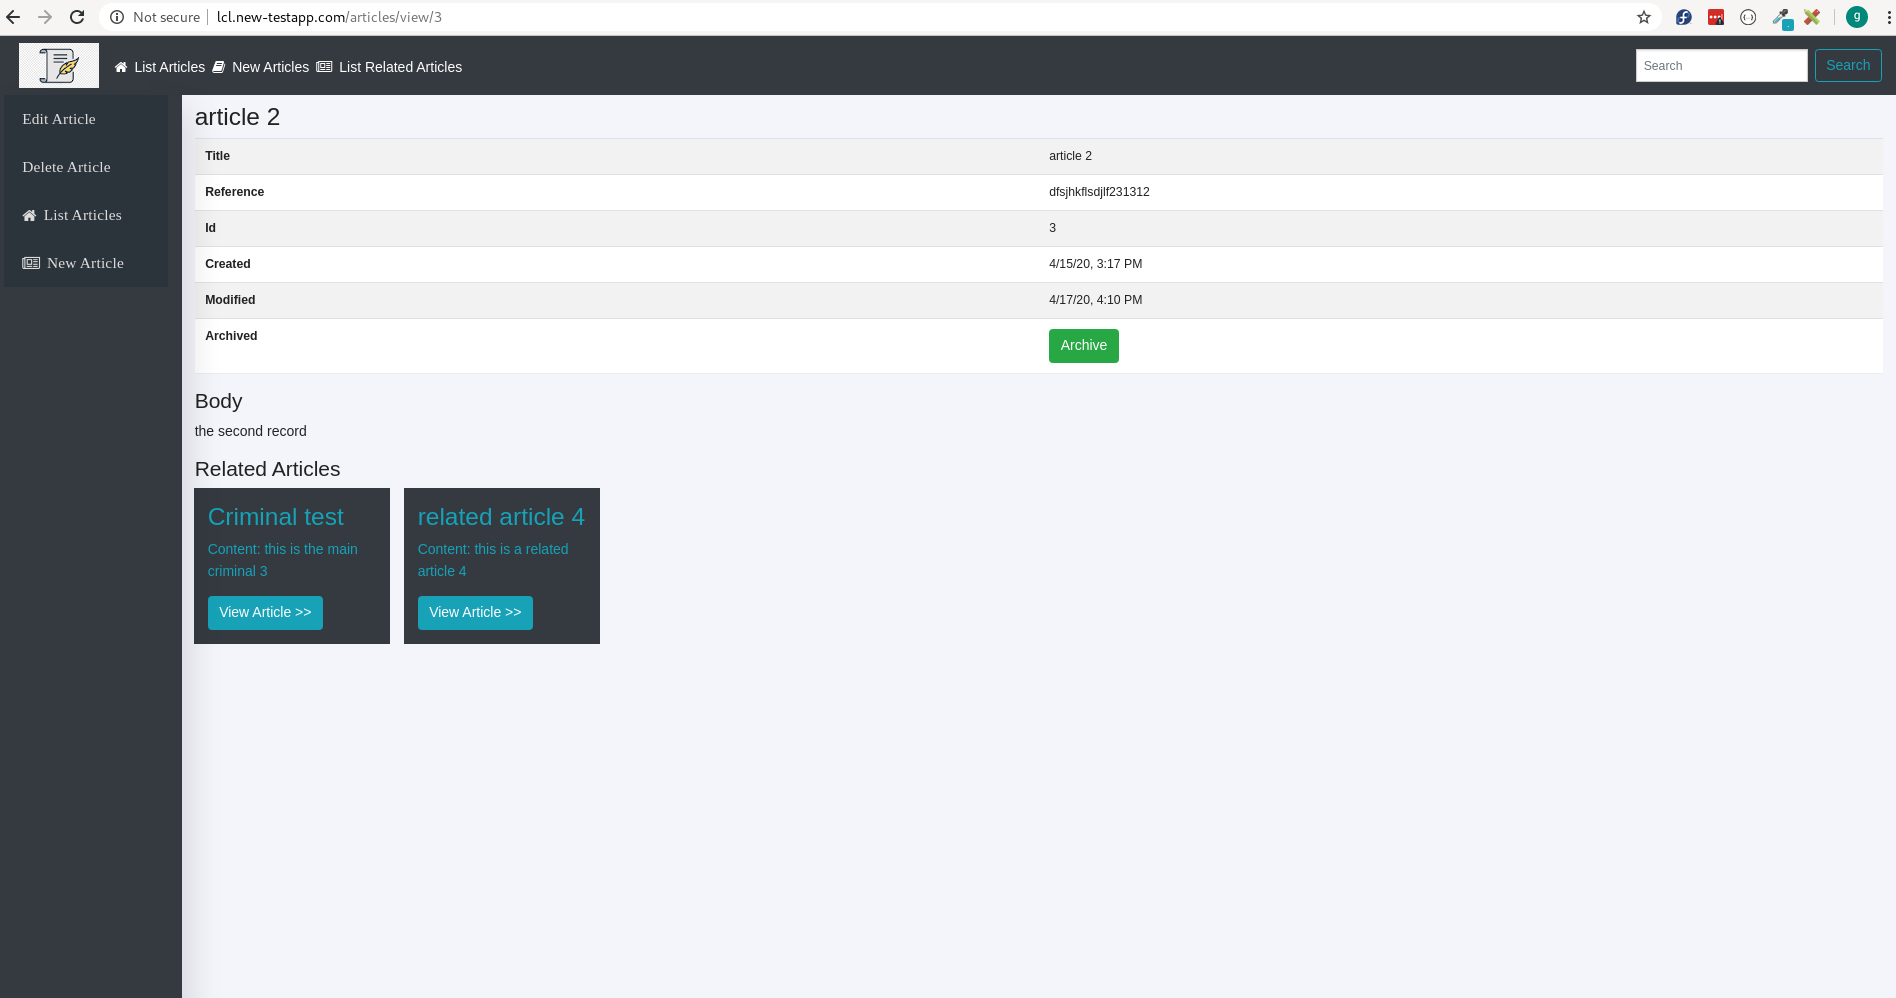 Not secure lcl.new-testapp.com/articles/view/3
g
List Articles New Articles List Related Articles
Search Search
Edit Article
Delete Article
List Articles
New Article
article 2
Title article 2
Reference dfsjhkflsdjlf231312
Id 3
Created 4/15/20, 3:17 PM
Modified 4/17/20, 4:10 PM
Archived Archive
Body
the second record
Related Articles
Criminal test
Content: this is the main
criminal 3
View Article >>
related article 4
Content: this is a related
article 4
View Article >>